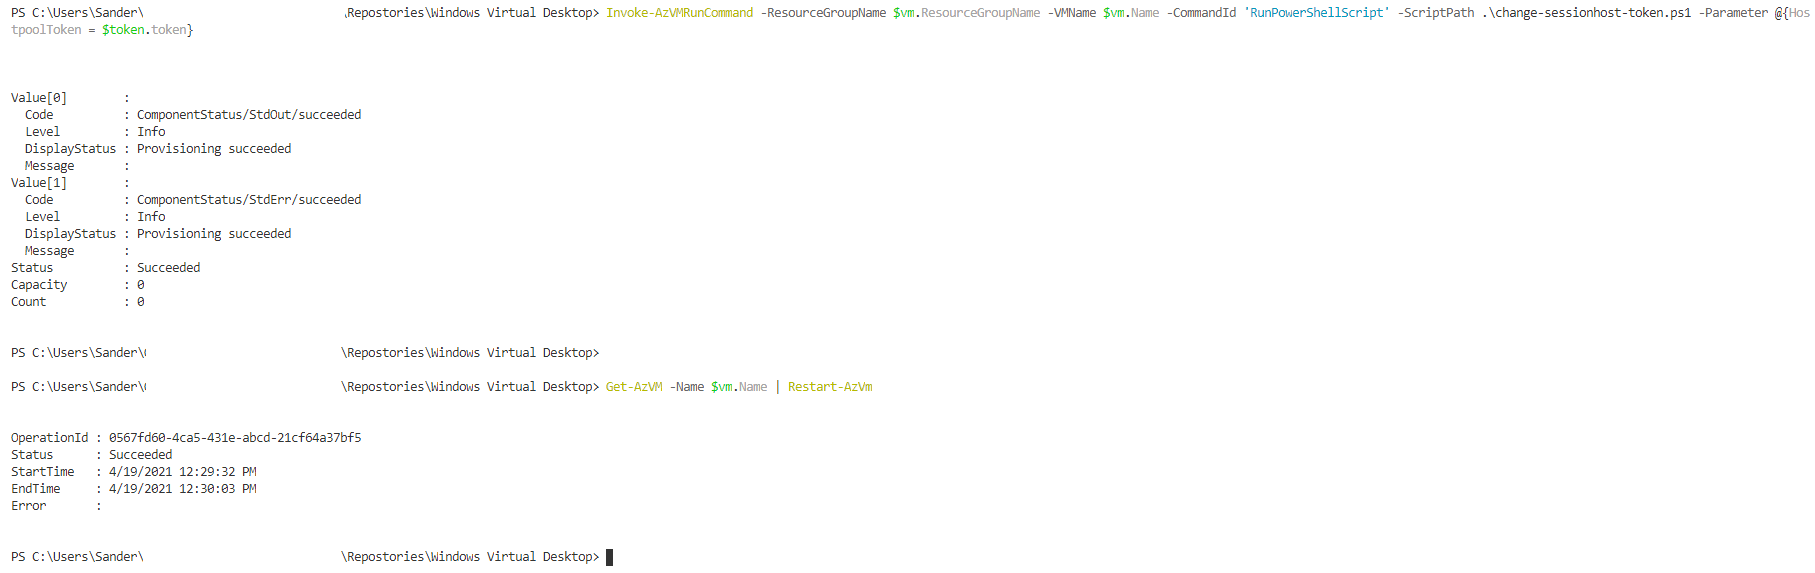 PS C:\Users\Sander\ \Repostories\Windows Virtual Desktop> Invoke-AzVMRunCommand -ResourceGroupName $vm.ResourceGroupName -VMName $vm.Name -CommandId 'RunPowerShellScript' -ScriptPath .\change-sessionhost-token.ps1 -Parameter @{Hos
tpoolToken = $token.token}
Value[0] :
Code : ComponentStatus/StdOut/succeeded
Level : Info
DisplayStatus : Provisioning succeeded
Message :
Value[1] :
Code : ComponentStatus/StdErr/succeeded
Level : Info
DisplayStatus : Provisioning succeeded
Message :
Status : Succeeded
Capacity : 0
Count : 0
PS C:\Users\Sander\ \Repostories\Windows Virtual Desktop>
PS C:\Users\Sander\ \Repostories\Windows Virtual Desktop> Get-AzVM -Name $vm.Name | Restart-AzVm
OperationId : 0567fd60-4ca5-431e-abcd-21cf64a37bf5
Status : Succeeded
StartTime : 4/19/2021 12:29:32 PM
EndTime : 4/19/2021 12:30:03 PM
Error :
PS C:\Users\Sander\ \Repostories\Windows Virtual Desktop>